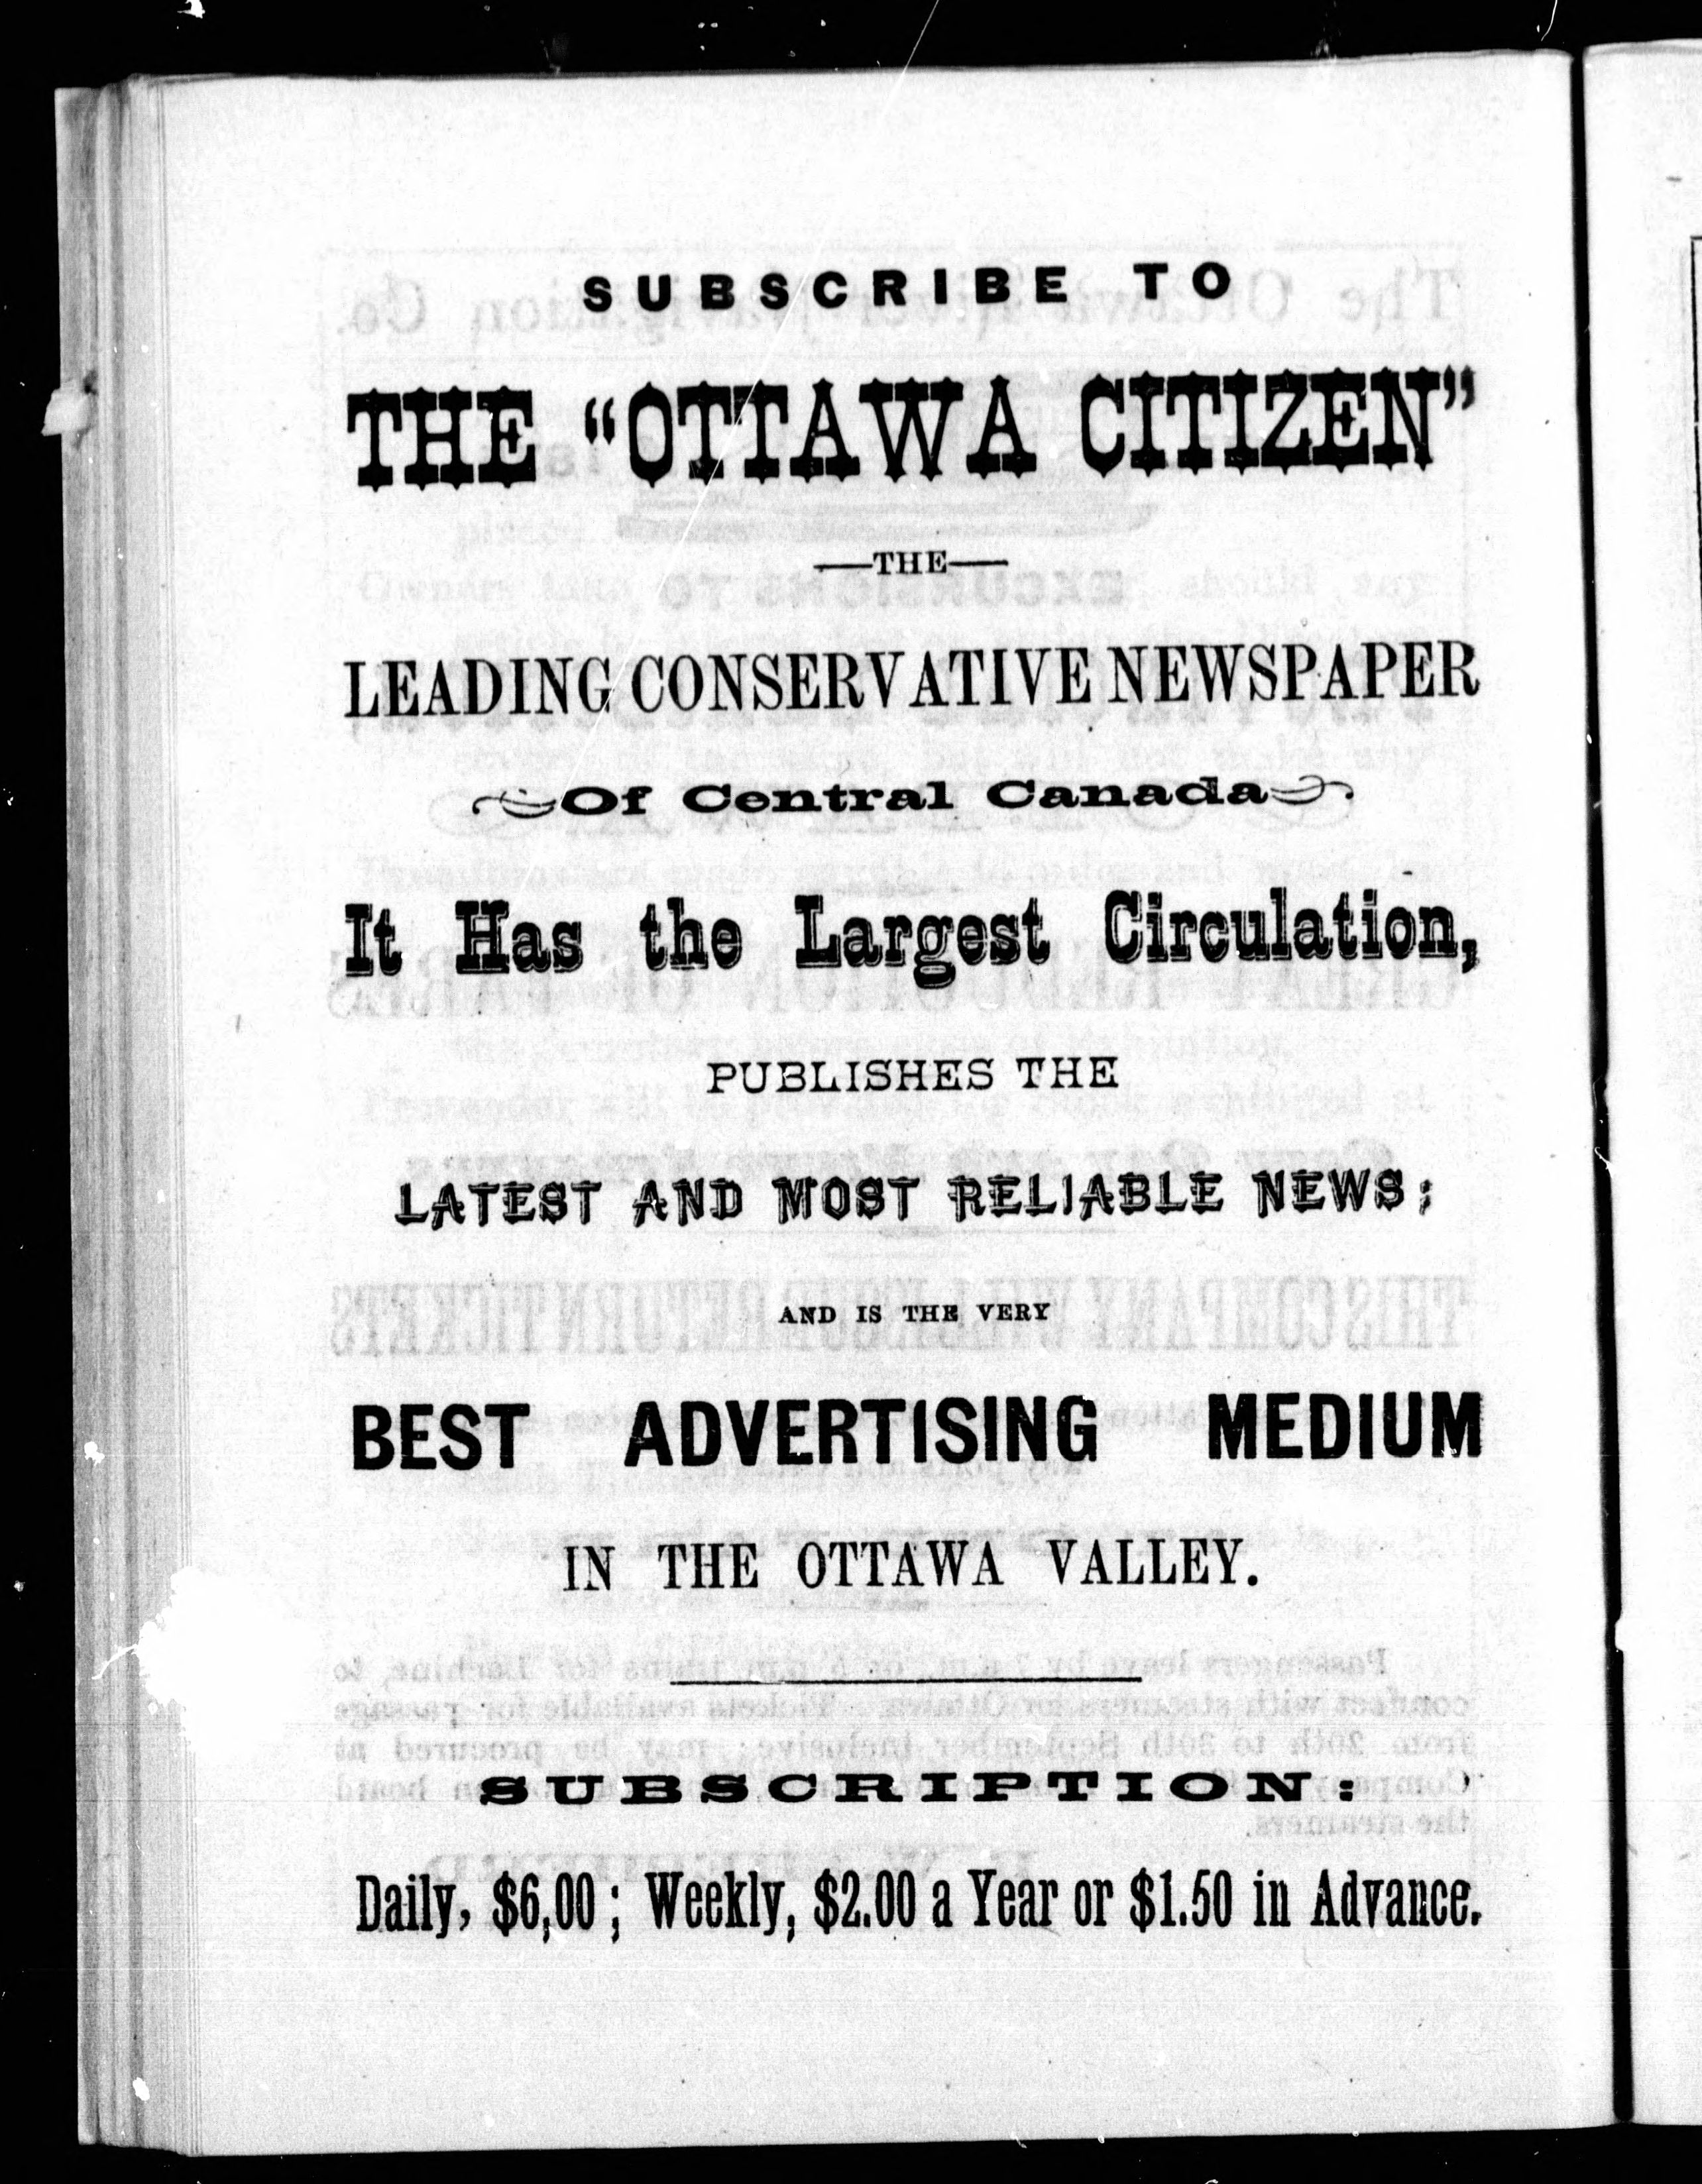 SUBSCRIBE TO
THE "OTTAWA CITIZEN"
—THE—
LEADING CONSERVATIVE NEWSPAPER
Of Central Canada
It Has the Largest Circulation,
PUBLISHES THE
LATEST AND MOST RELIABLE NEWS;
AND IS THE VERY
BEST ADVERTISING MEDIUM
IN THE OTTAWA VALLEY.
SUBSCRIPTION:
Daily, $6,00; Weekly, $2.00 a Year or $1.50 in Advance.